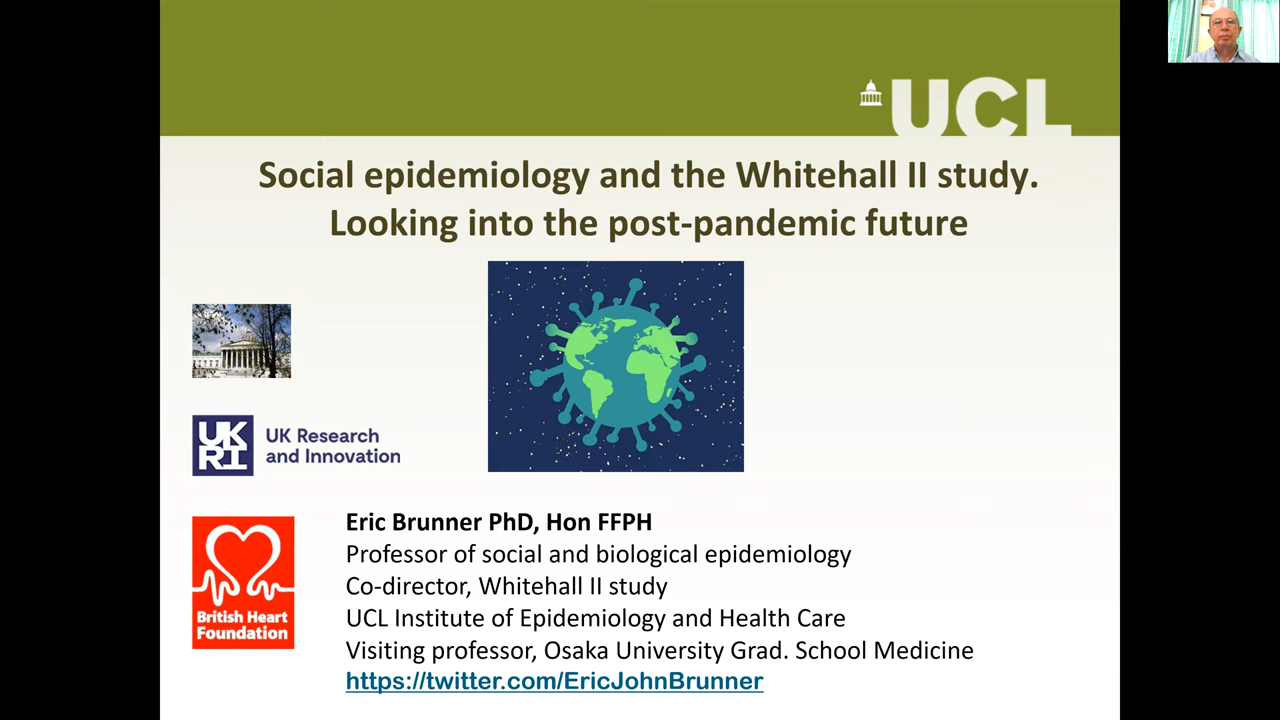 UCL
Social epidemiology and the Whitehall II study.
Looking into the post-pandemic future
UK
RI
UK Research
and Innovation
British Heart
Foundation
Eric Brunner PhD, Hon FFPH
Professor of social and biological epidemiology
Co-director, Whitehall II study
UCL Institute of Epidemiology and Health Care
Visiting professor, Osaka University Grad. School Medicine
https://twitter.com/EricJohnBrunner